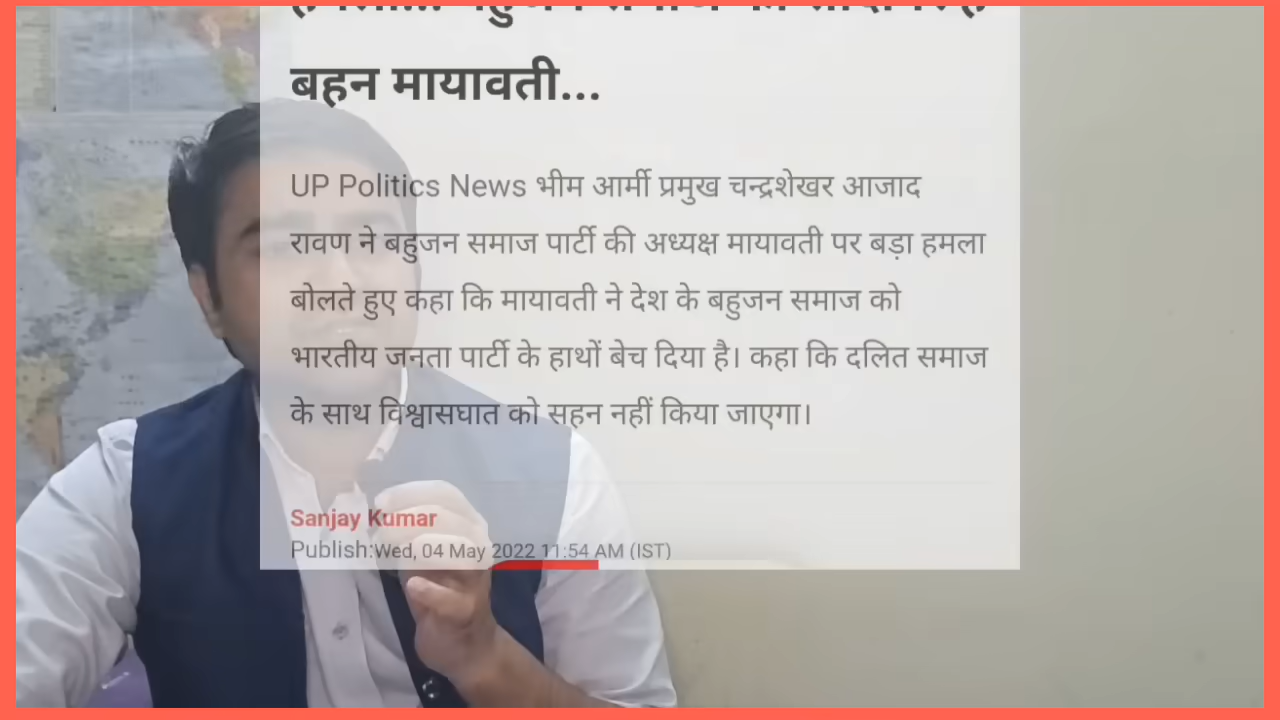 बहन मायावती...
UP Politics News भीम आर्मी प्रमुख चन्द्रशेखर आजाद
रावण ने बहुजन समाज पार्टी की अध्यक्ष मायावती पर बड़ा हमला
बोलते हुए कहा कि मायावती ने देश के बहुजन समाज को
भारतीय जनता पार्टी के हाथों बेच दिया है। कहा कि दलित समाज
के साथ विश्वासघात को सहन नहीं किया जाएगा।
Sanjay Kumar
Publish:Wed, 04 May 2022 11:54 AM (IST)